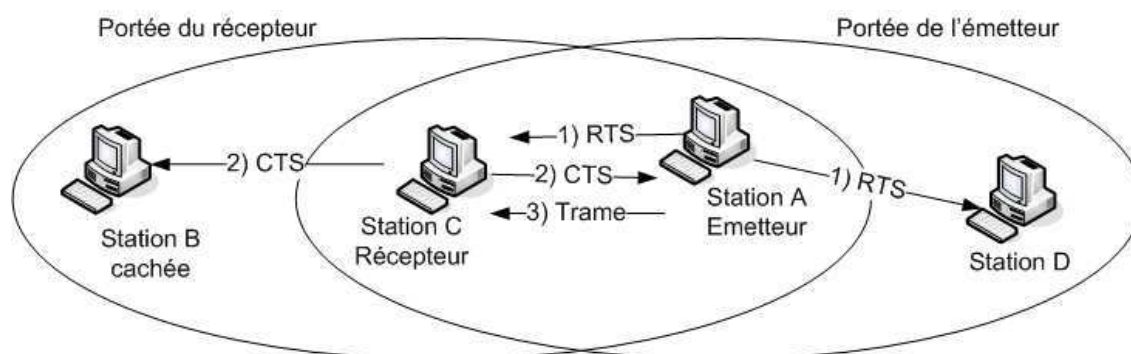 Portée du récepteur
Portée de l'émetteur
1) RTS
2) CTS
2) CTS
1) RTS
3) Trame
Station A
Emetteur
Station C
Récepteur
Station B
cachée
Station D